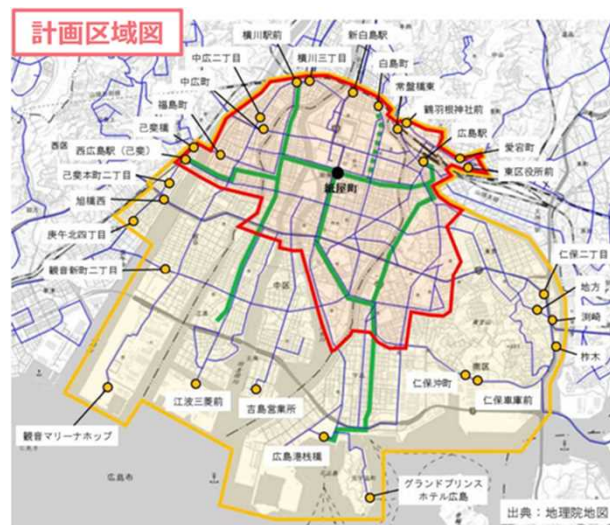 計画区域図
横川駅前
横川三丁目
新白島駅
白島町
常盤橋東
鶴羽根神社前
広島駅
愛宕町
東区役所前
中広二丁目
中広町
福島町
己斐橋
西広島駅（己斐）
己斐本町二丁目
旭橋西
庚午北四丁目
観音新町二丁目
紙屋町
西区
中区
南区
仁保二丁目
地方
渕崎
柞木
仁保沖町
仁保車庫前
観音マリーナホップ
江波三菱前
吉島営業所
広島港桟橋
グランドプリンス
ホテル広島
広島市
出典：地理院地図